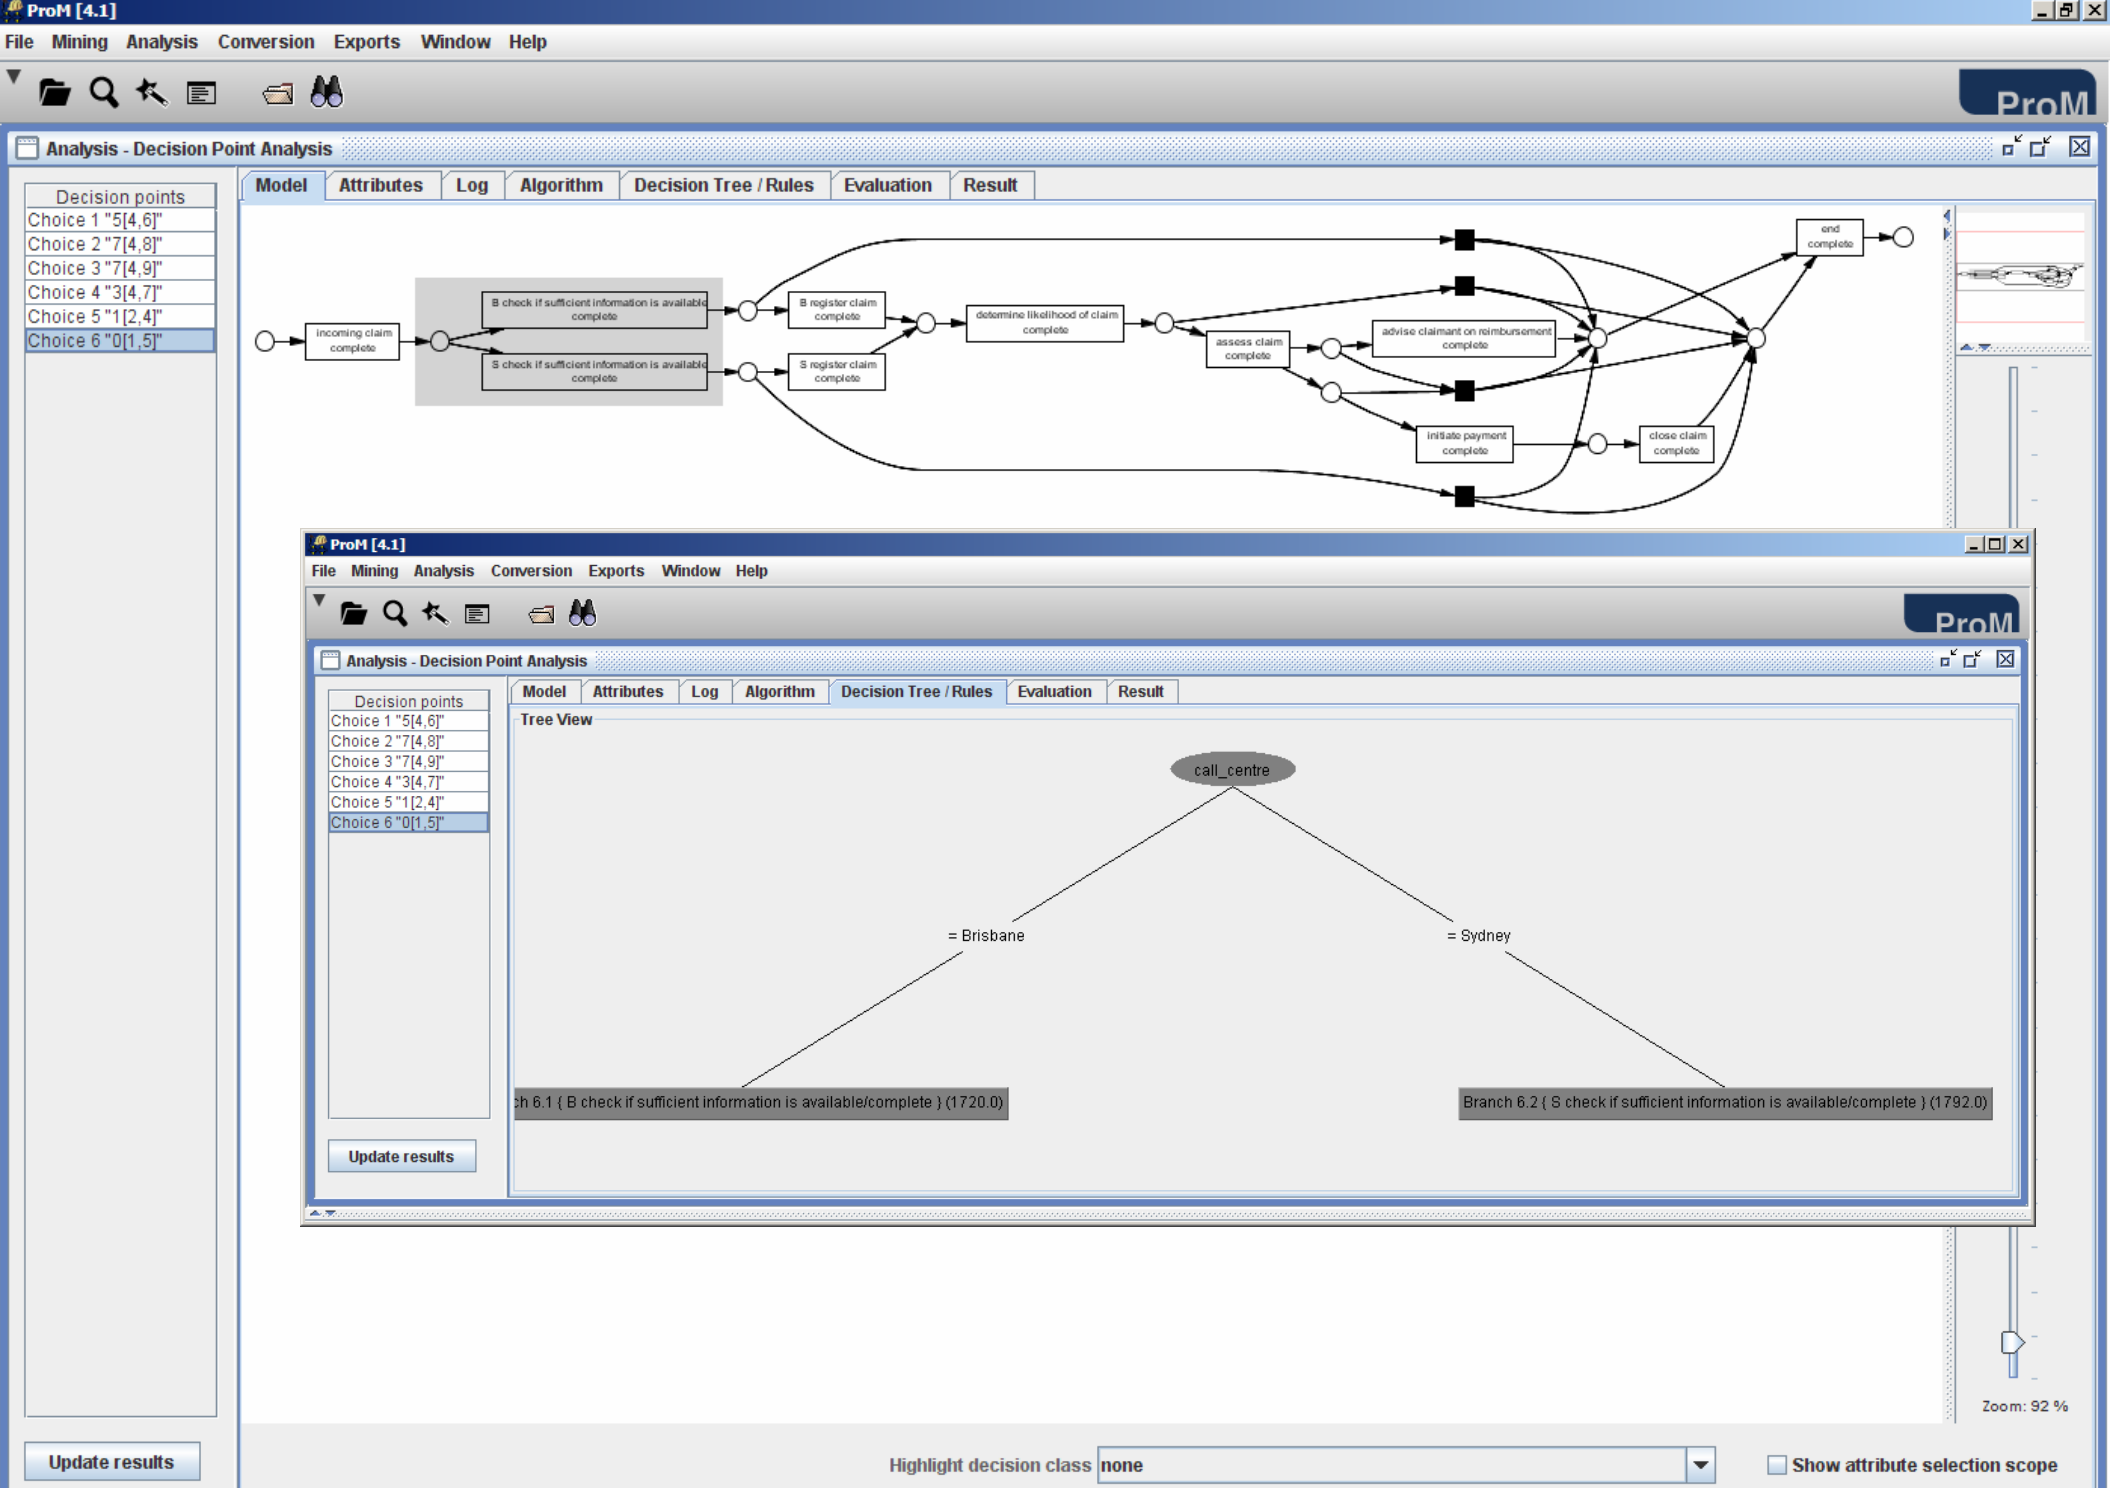 ProM [4.1]
File Mining Analysis Conversion Exports Window Help
ProM
Analysis - Decision Point Analysis
Decision points
Choice 1 "5[4,6]"
Choice 2 "7[4,8]"
Choice 3 "7[4,9]"
Choice 4 "3[4,7]"
Choice 5 "1[2,4]"
Choice 6 "0[1,5]"
Update results
Model Attributes Log Algorithm Decision Tree / Rules Evaluation Result
incoming claim
complete
B check if sufficient information is available
complete
S check if sufficient information is available
complete
B register claim
complete
S register claim
complete
determine likelihood of claim
complete
assess claim
complete
advise claimant on reimbursement
complete
initiate payment
complete
close claim
complete
end
complete
ProM [4.1]
File Mining Analysis Conversion Exports Window Help
ProM
Analysis - Decision Point Analysis
Decision points
Choice 1 "5[4,6]"
Choice 2 "7[4,8]"
Choice 3 "7[4,9]"
Choice 4 "3[4,7]"
Choice 5 "1[2,4]"
Choice 6 "0[1,5]"
Update results
Model Attributes Log Algorithm Decision Tree / Rules Evaluation Result
Tree View
call_centre
= Brisbane
= Sydney
ch 6.1 { B check if sufficient information is available/complete } (1720.0)
Branch 6.2 { S check if sufficient information is available/complete } (1792.0)
Zoom: 92 %
Highlight decision class none
Show attribute selection scope